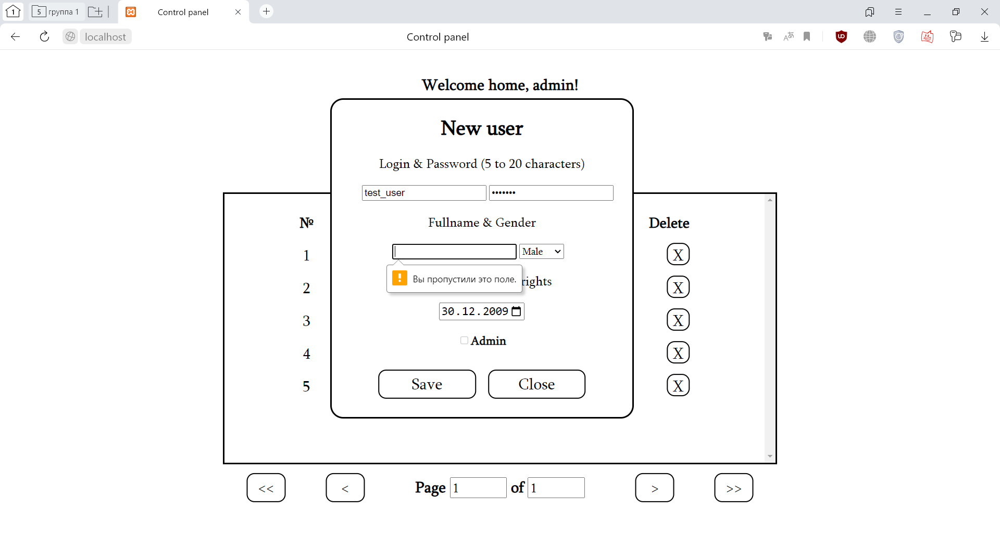 1
5 группа 1
Control panel
localhost
Control panel
Welcome home, admin!
New user
Login & Password (5 to 20 characters)
test_user •••••••
Fullname & Gender
№ Delete
Male
1 X
Вы пропустили это поле.
rights
2 X
30.12.2009
3 X
Admin
4 X
Save Close
5 X
<< < Page 1 of 1 > >>